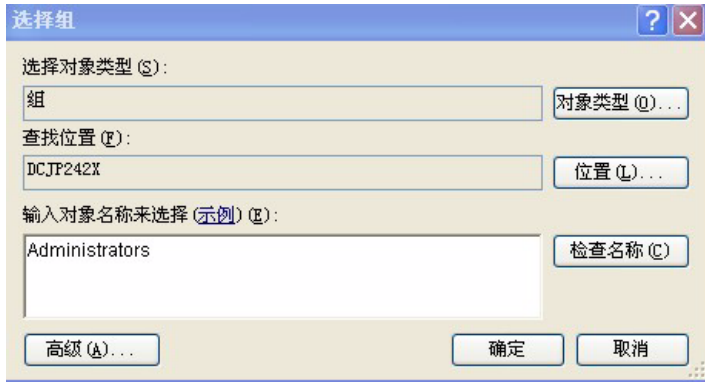 选择组
选择对象类型(S):
组
对象类型(O)...
查找位置(F):
DCJP242X
位置(L)...
输入对象名称来选择(示例)(E):
Administrators
检查名称(C)
高级(A)...
确定
取消